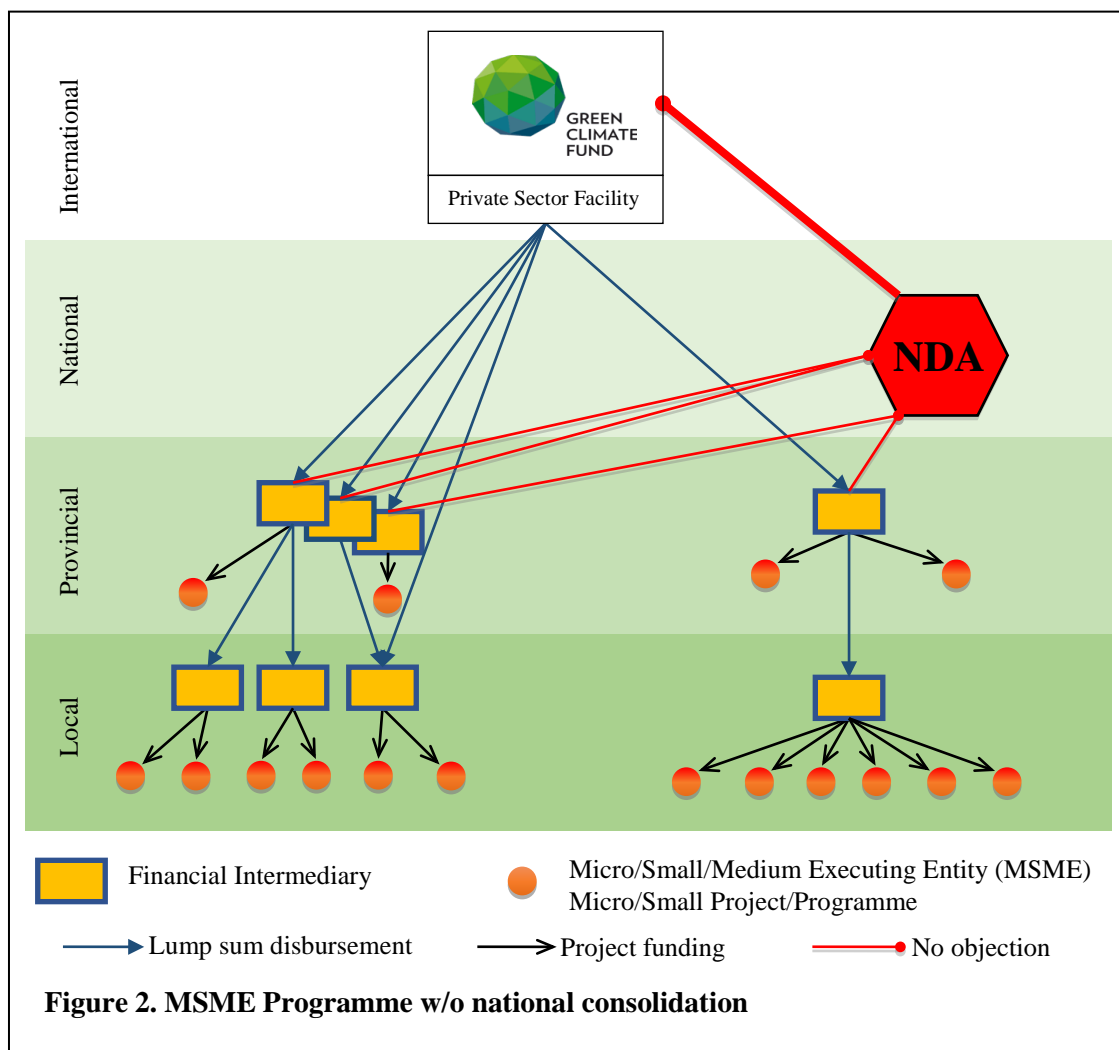 International
GREEN
CLIMATE
FUND
Private Sector Facility
National
NDA
Provincial
Local
Financial Intermediary
Micro/Small/Medium Executing Entity (MSME)
Micro/Small Project/Programme
Lump sum disbursement
Project funding
No objection
Figure 2. MSME Programme w/o national consolidation